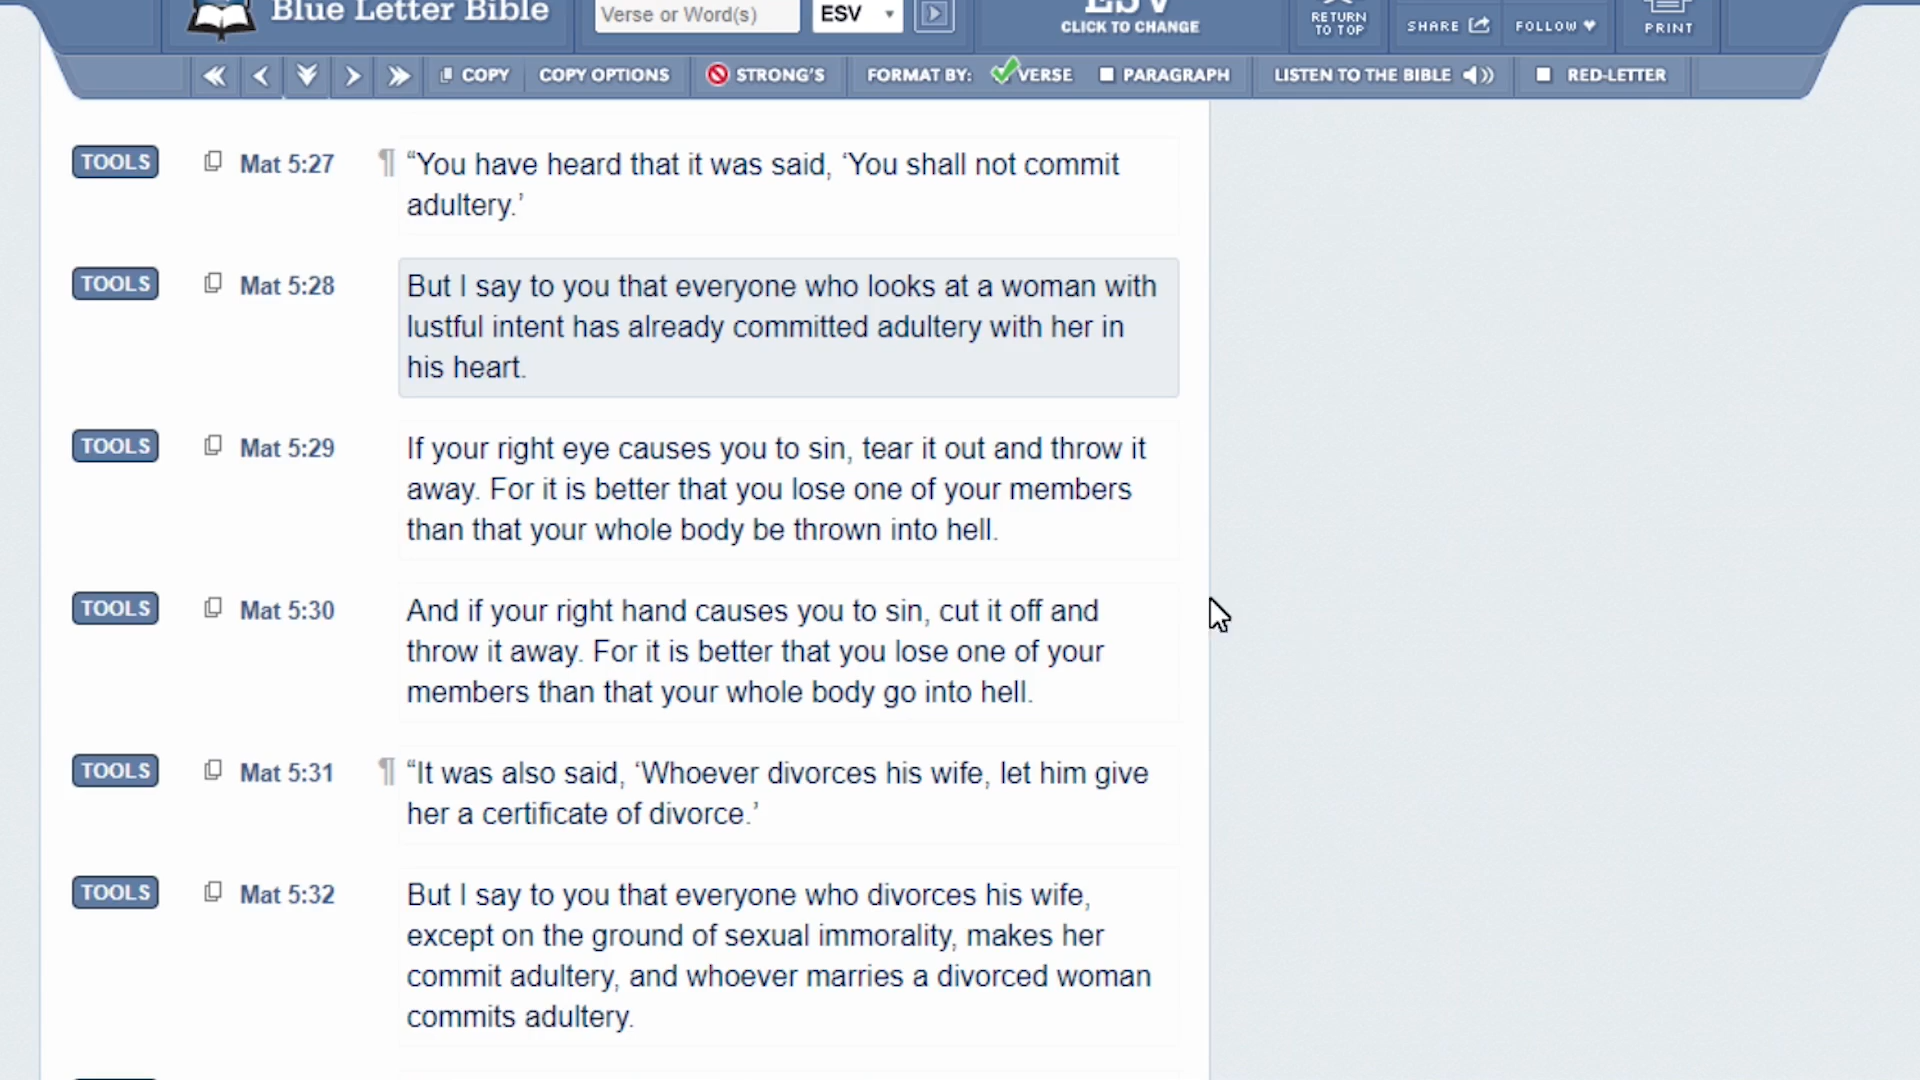 Blue Letter Bible
Verse or Word(s)
ESV
ESV
CLICK TO CHANGE
RETURN
TO TOP
SHARE
FOLLOW
PRINT
COPY
COPY OPTIONS
STRONG'S
FORMAT BY:
VERSE
PARAGRAPH
LISTEN TO THE BIBLE
RED-LETTER
TOOLS Mat 5:27 ¶ “You have heard that it was said, ‘You shall not commit
adultery.’
TOOLS Mat 5:28 But I say to you that everyone who looks at a woman with
lustful intent has already committed adultery with her in
his heart.
TOOLS Mat 5:29 If your right eye causes you to sin, tear it out and throw it
away. For it is better that you lose one of your members
than that your whole body be thrown into hell.
TOOLS Mat 5:30 And if your right hand causes you to sin, cut it off and
throw it away. For it is better that you lose one of your
members than that your whole body go into hell.
TOOLS Mat 5:31 ¶ “It was also said, ‘Whoever divorces his wife, let him give
her a certificate of divorce.’
TOOLS Mat 5:32 But I say to you that everyone who divorces his wife,
except on the ground of sexual immorality, makes her
commit adultery, and whoever marries a divorced woman
commits adultery.